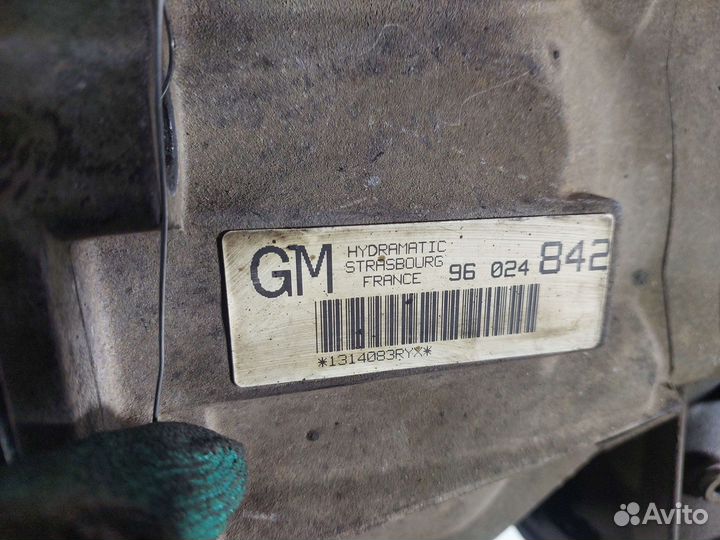 GM
HYDRAMATIC
STRASBOURG
FRANCE
96 024 842
*1314083RYX*
Avito